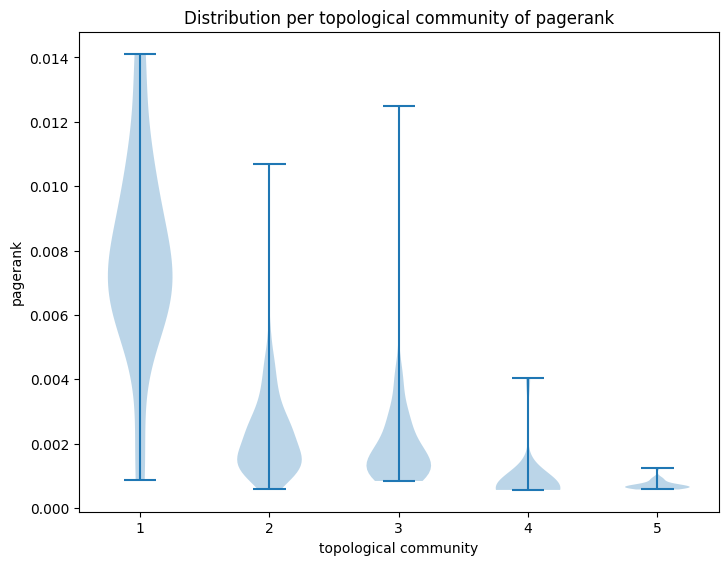 Distribution per topological community of pagerank
0.014
0.012
0.010
0.008
0.006
0.004
0.002
0.000
pagerank
1 2 3 4 5
topological community